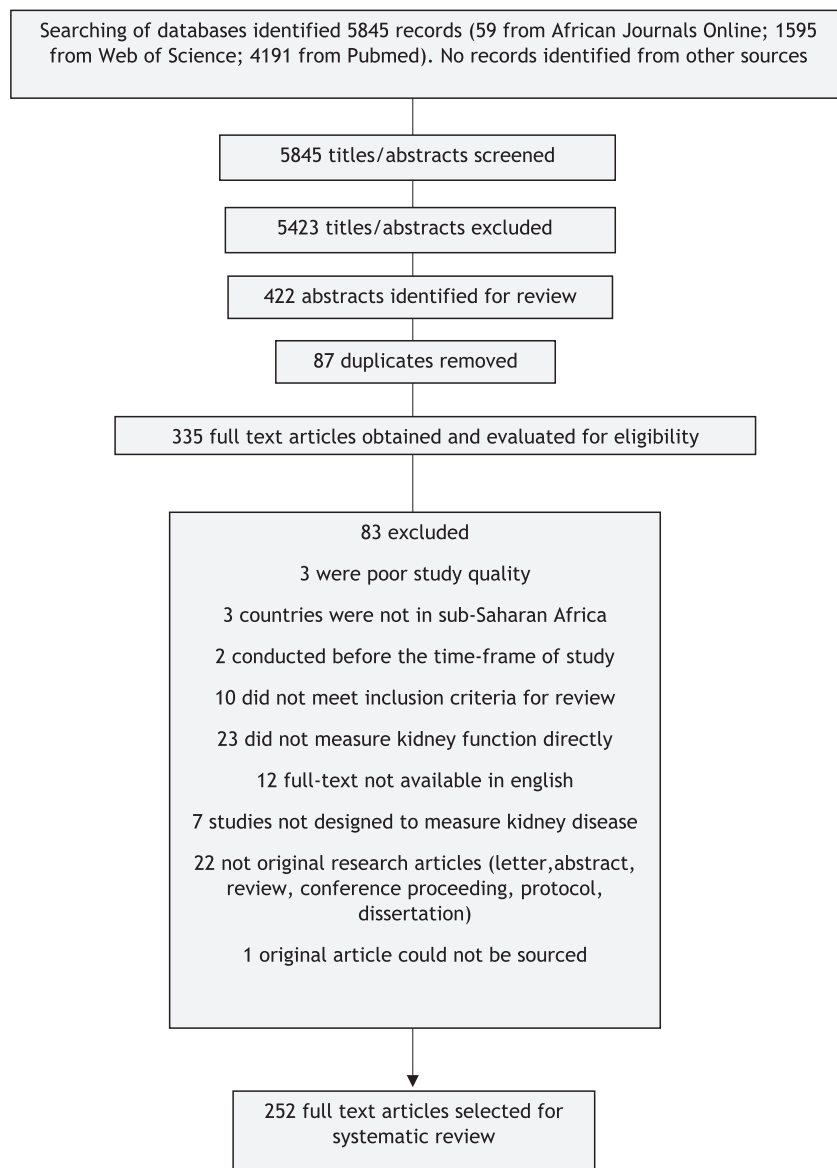 Searching of databases identified 5845 records (59 from African Journals Online; 1595
from Web of Science; 4191 from Pubmed). No records identified from other sources
5845 titles/abstracts screened
5423 titles/abstracts excluded
422 abstracts identified for review
87 duplicates removed
335 full text articles obtained and evaluated for eligibility
83 excluded
3 were poor study quality
3 countries were not in sub-Saharan Africa
2 conducted before the time-frame of study
10 did not meet inclusion criteria for review
23 did not measure kidney function directly
12 full-text not available in english
7 studies not designed to measure kidney disease
22 not original research articles (letter,abstract,
review, conference proceeding, protocol,
dissertation)
1 original article could not be sourced
252 full text articles selected for
systematic review